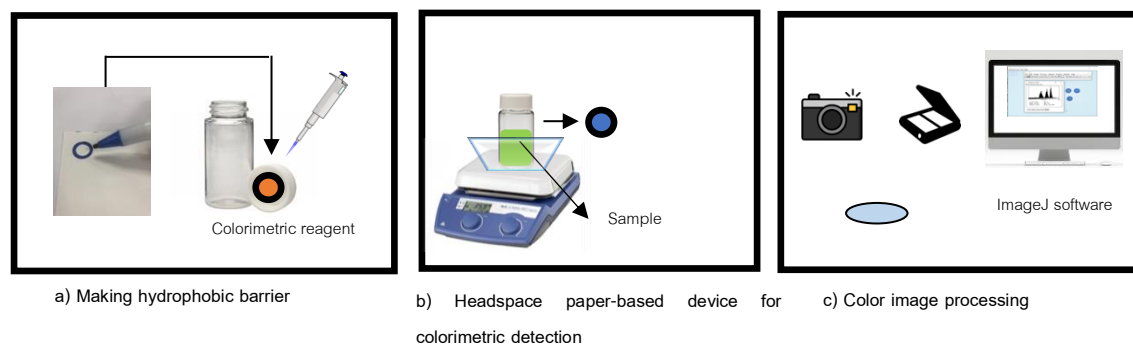 Colorimetric reagent
Sample
ImageJ software
a) Making hydrophobic barrier
b) Headspace paper-based device for
colorimetric detection
c) Color image processing